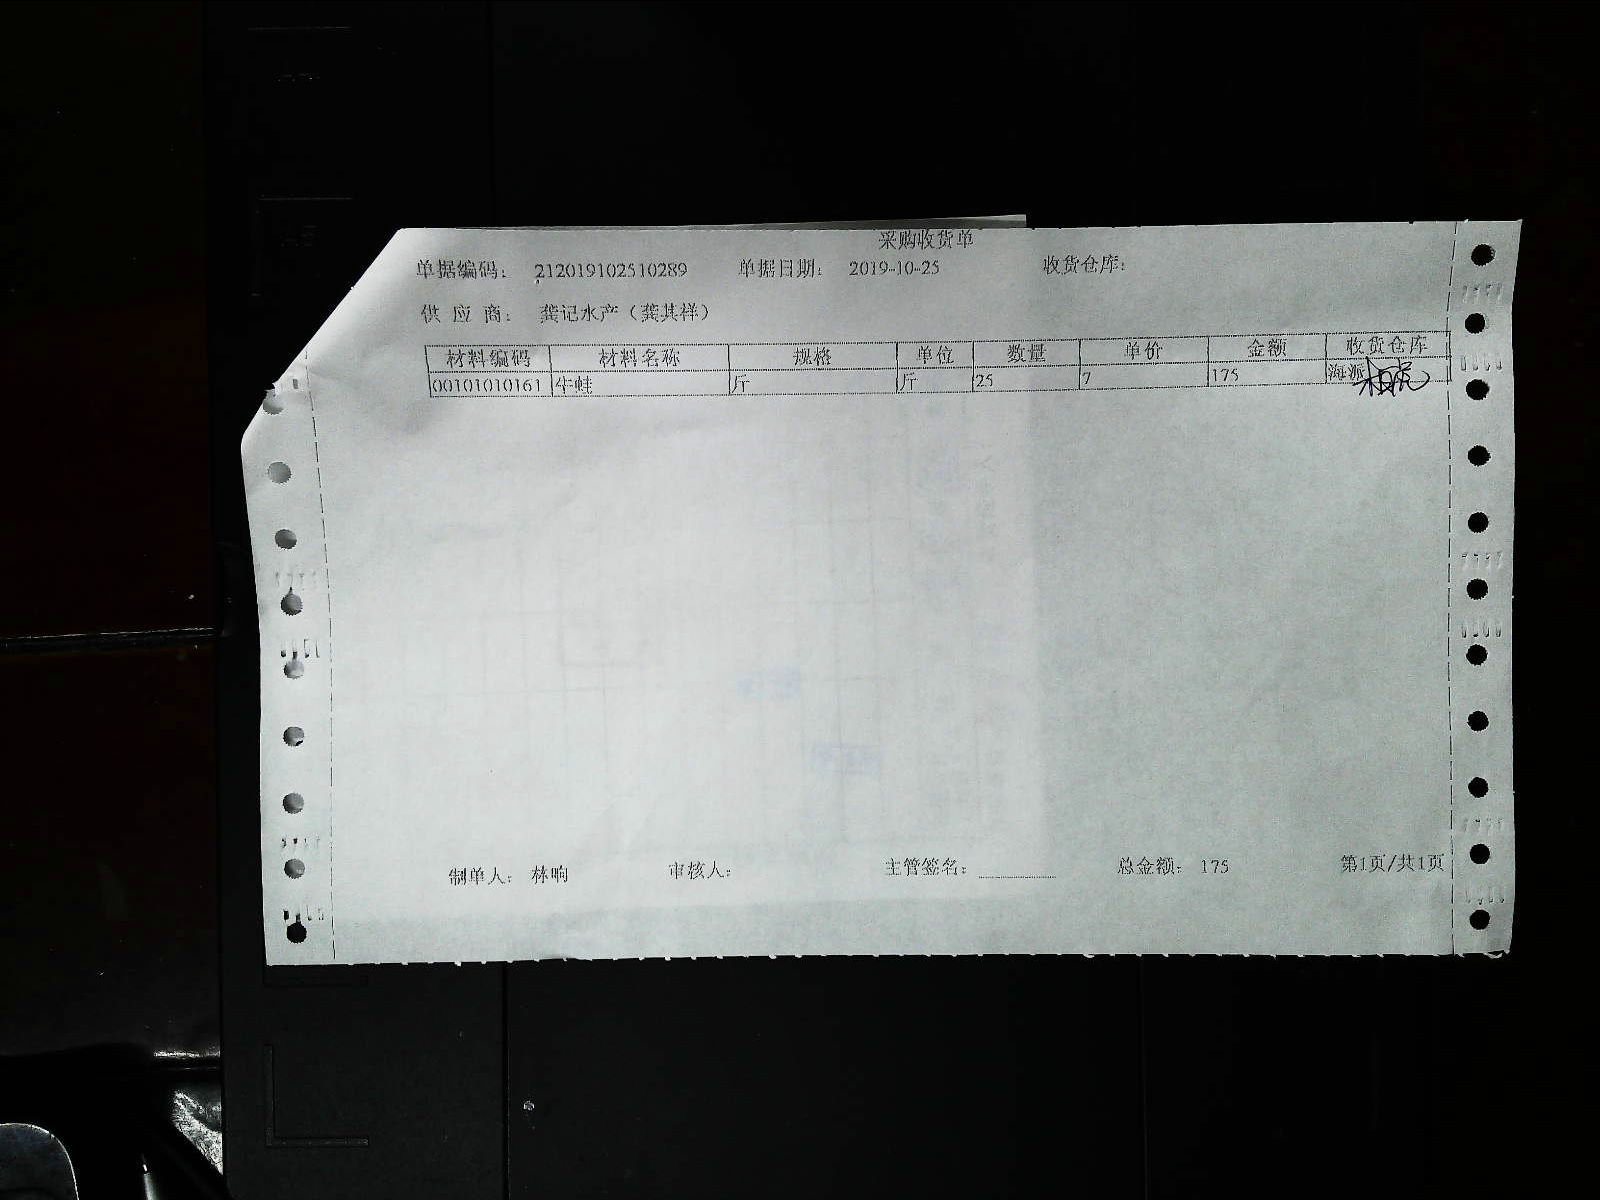 采购收货单
单据编码： 212019102510289 单据日期： 2019-10-25 收货仓库：
供 应 商： 龚记水产（龚其样）
材料编码 材料名称 规格 单位 数量 单价 金额 收货仓库
00101010161 牛蛙 斤 斤 25 7 175 海派
制单人： 林响 审核人： 主管签名： 总金额： 175 第1页/共1页